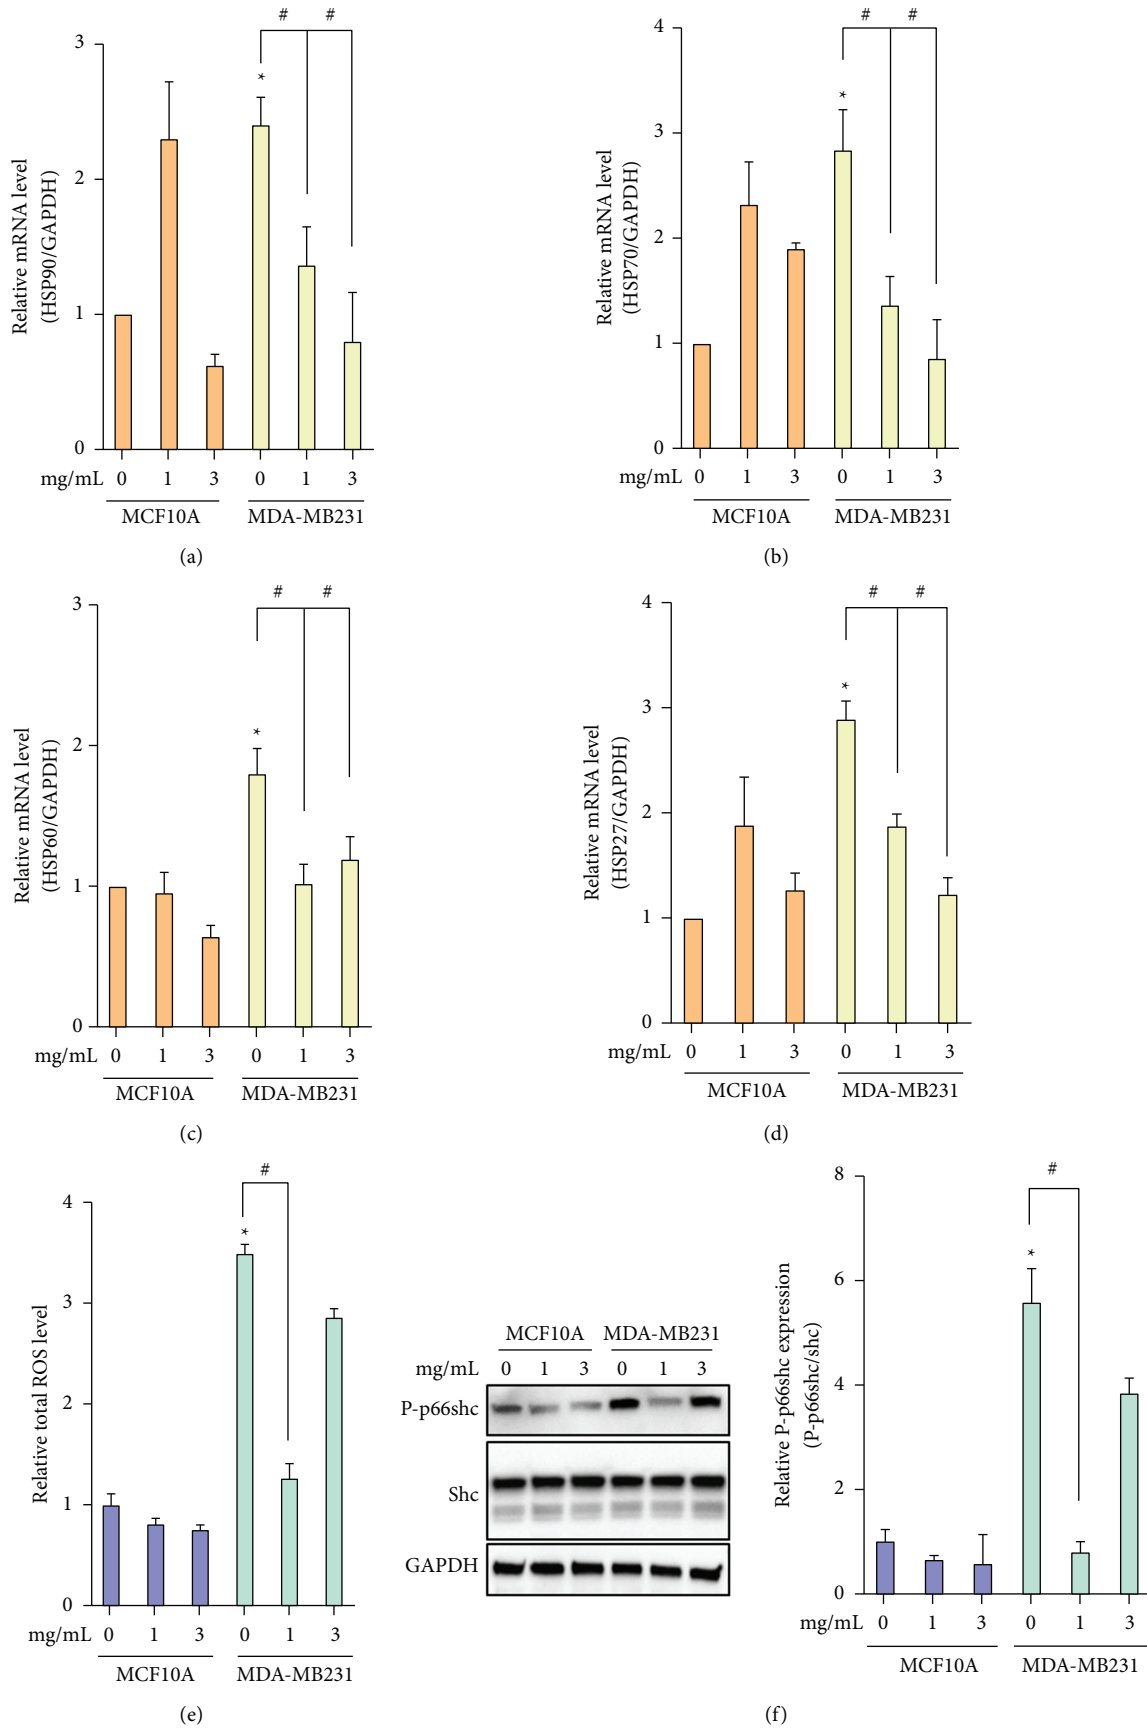 # #
3
2
1
0
Relative mRNA level
(HSP90/GAPDH)
*
mg/mL 0 1 3 0 1 3
MCF10A MDA-MB231
(a)
# #
4
3
2
1
0
Relative mRNA level
(HSP70/GAPDH)
*
mg/mL 0 1 3 0 1 3
MCF10A MDA-MB231
(b)
# #
3
2
1
0
Relative mRNA level
(HSP60/GAPDH)
*
mg/mL 0 1 3 0 1 3
MCF10A MDA-MB231
(c)
# #
4
3
2
1
0
Relative mRNA level
(HSP27/GAPDH)
*
mg/mL 0 1 3 0 1 3
MCF10A MDA-MB231
(d)
#
4
3
2
1
0
Relative total ROS level
*
mg/mL 0 1 3 0 1 3
MCF10A MDA-MB231
(e)
MCF10A MDA-MB231
mg/mL 0 1 3 0 1 3
P-p66shc
Shc
GAPDH
#
8
6
4
2
0
Relative P-p66shc expression
(P-p66shc/shc)
*
mg/mL 0 1 3 0 1 3
MCF10A MDA-MB231
(f)